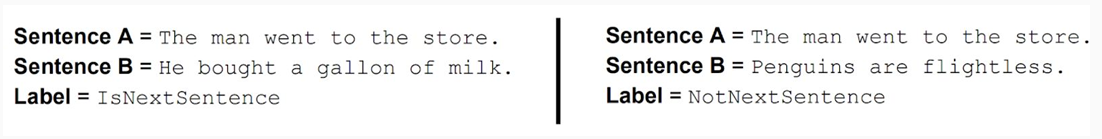 Sentence A = The man went to the store.
Sentence B = He bought a gallon of milk.
Label = IsNextSentence
Sentence A = The man went to the store.
Sentence B = Penguins are flightless.
Label = NotNextSentence